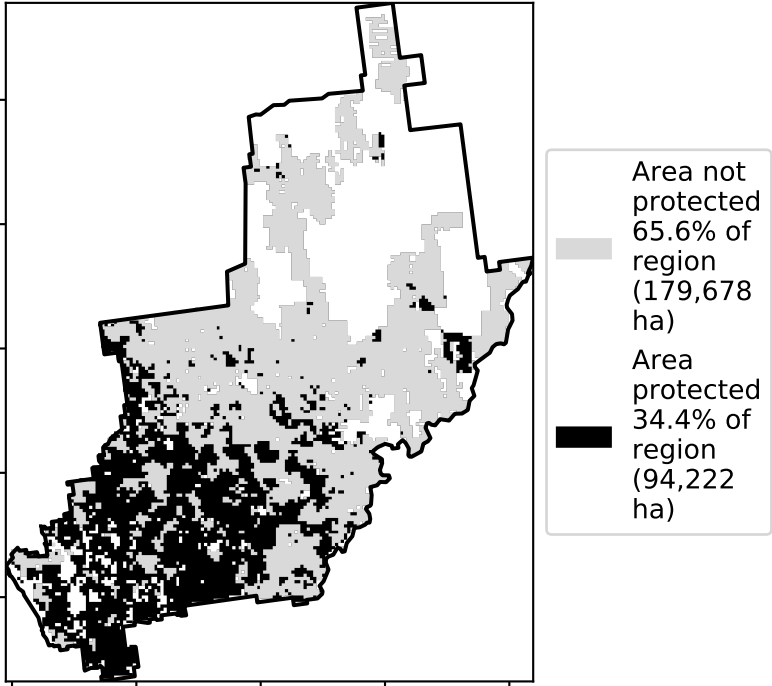 Area not
protected
65.6% of
region
(179,678
ha)
Area
protected
34.4% of
region
(94,222
ha)